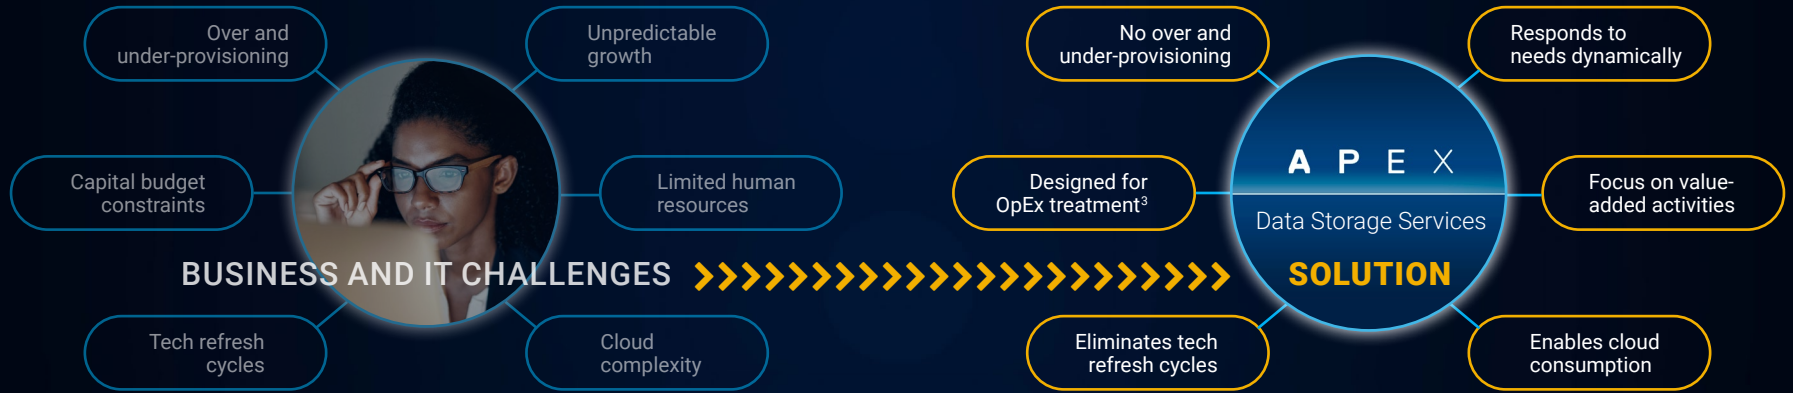 Over and
under-provisioning
Unpredictable
growth
Capital budget
constraints
Limited human
resources
BUSINESS AND IT CHALLENGES
Tech refresh
cycles
Cloud
complexity
No over and
under-provisioning
Responds to
needs dynamically
Designed for
OpEx treatment³
APEX
Data Storage Services
SOLUTION
Focus on value-
added activities
Eliminates tech
refresh cycles
Enables cloud
consumption